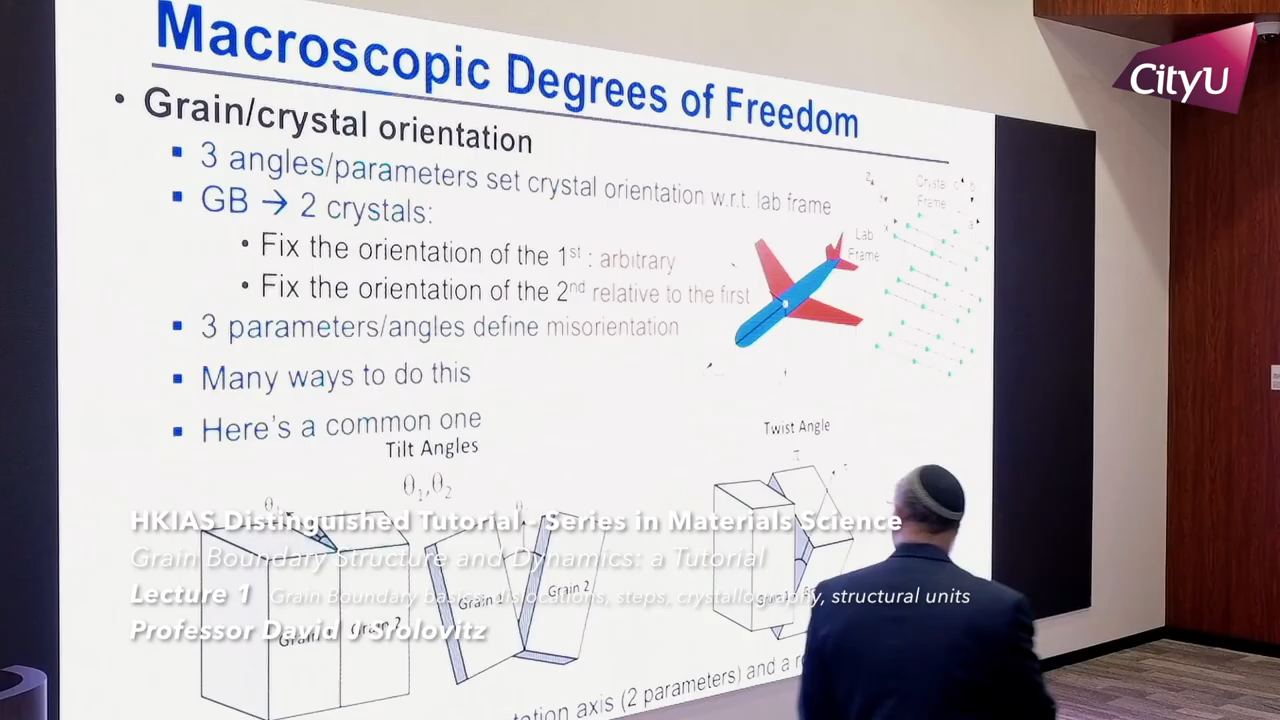 Macroscopic Degrees of Freedom
CityU
• Grain/crystal orientation
▪ 3 angles/parameters set crystal orientation w.r.t. lab frame
▪ GB → 2 crystals:
• Fix the orientation of the 1st : arbitrary
• Fix the orientation of the 2nd relative to the first
▪ 3 parameters/angles define misorientation
▪ Many ways to do this
▪ Here's a common one
Crystal
Frame
Lab
Frame
Tilt Angles
θ1,θ2
Twist Angle
Grain 2
Grain 1
Grain 2
HKIAS Distinguished Tutorial - Series in Materials Science
Grain Boundary Structure and Dynamics: a Tutorial
Lecture 1 Grain Boundary basics, dislocations, steps, crystallography, structural units
Professor David J Srolovitz
axis (2 parameters) and a